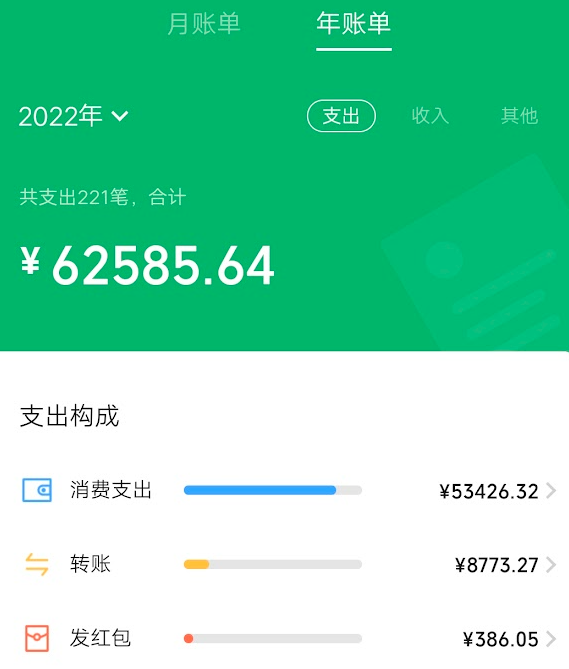 月账单 年账单
2022年 支出 收入 其他
共支出221笔，合计
¥ 62585.64
支出构成
消费支出 ¥53426.32
转账 ¥8773.27
发红包 ¥386.05